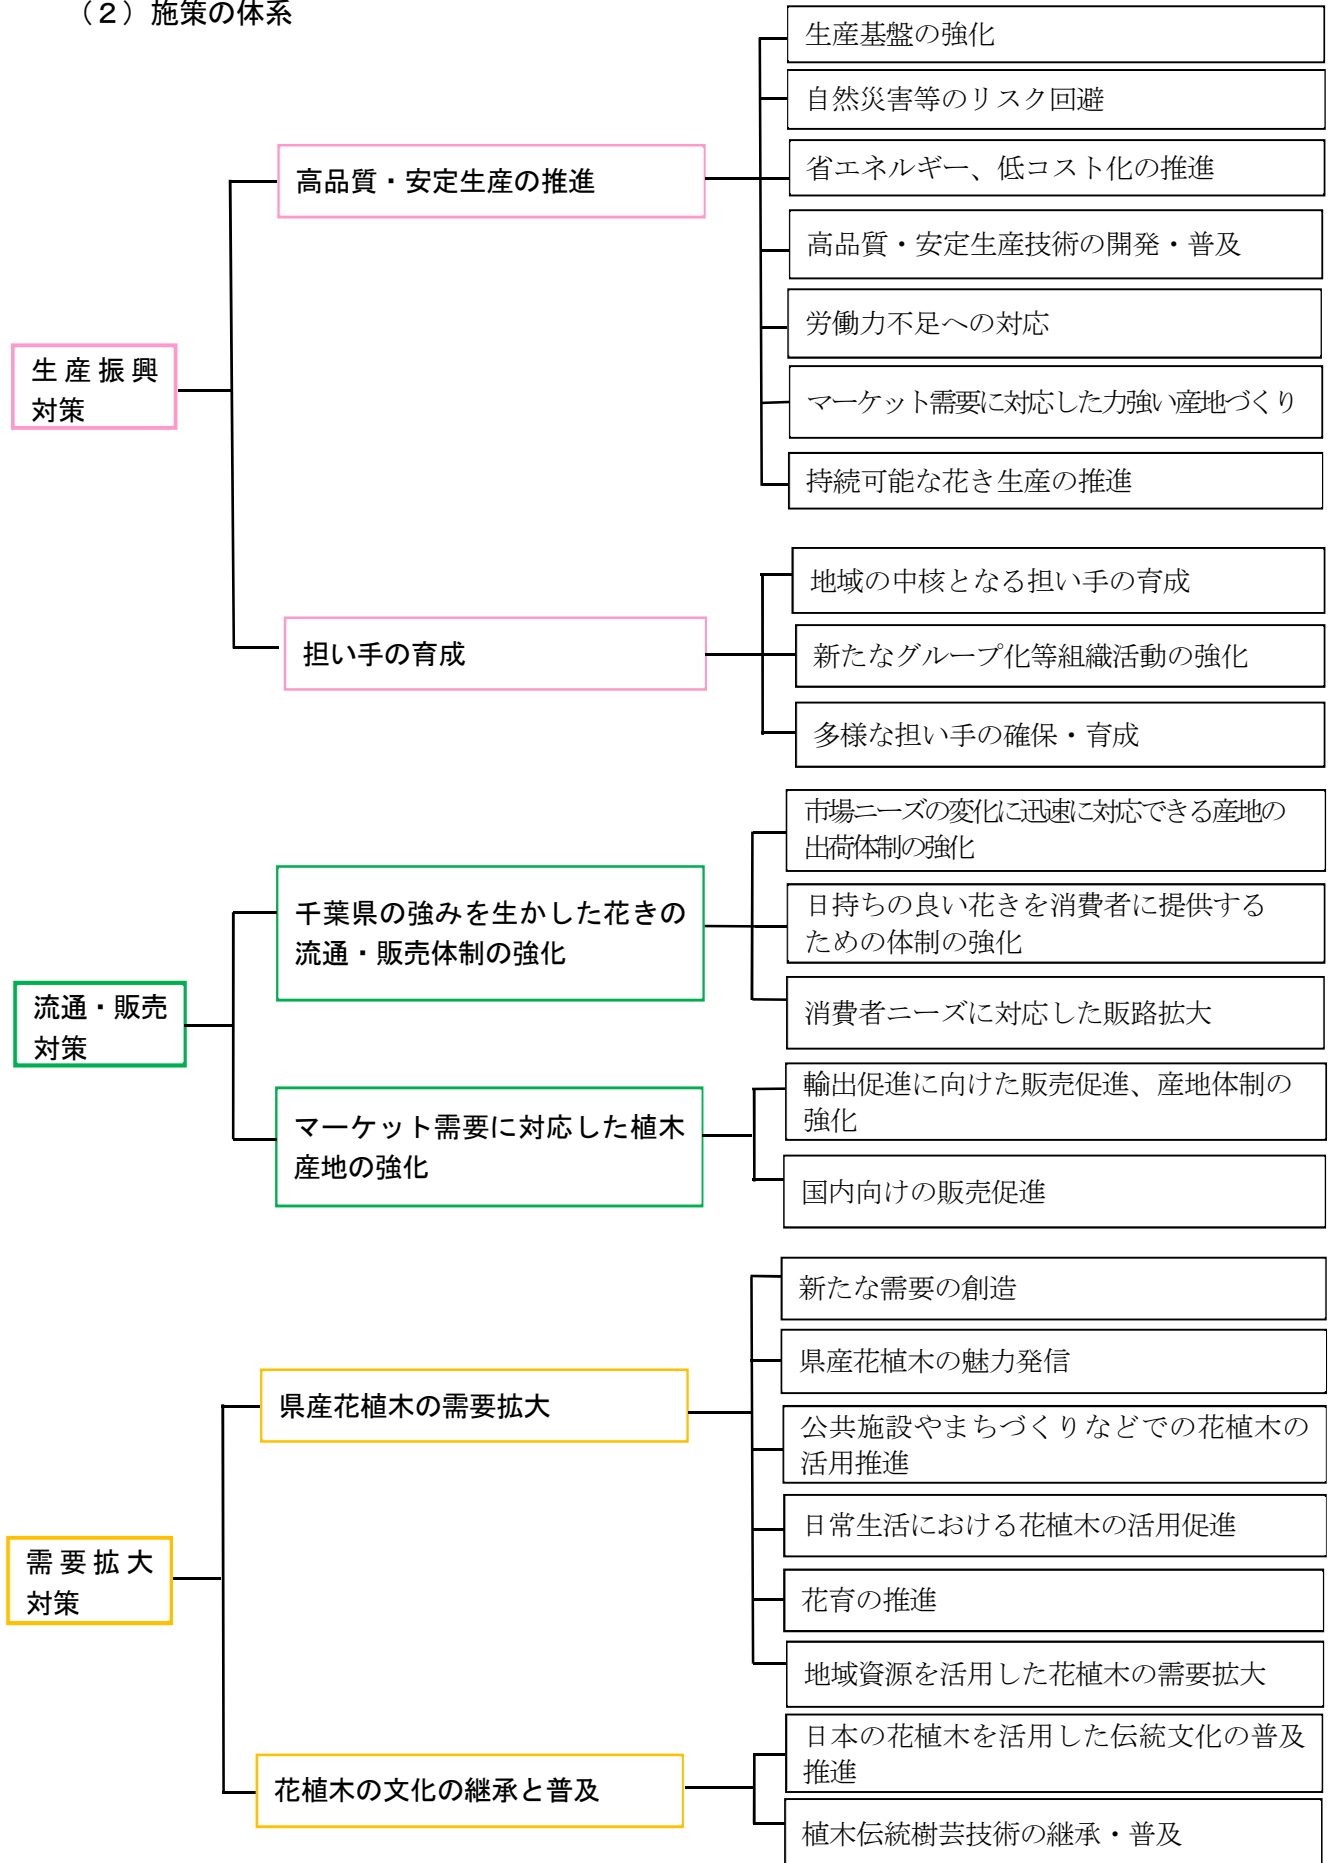 （２）施策の体系
生産振興
対策
高品質・安定生産の推進
生産基盤の強化
自然災害等のリスク回避
省エネルギー、低コスト化の推進
高品質・安定生産技術の開発・普及
労働力不足への対応
マーケット需要に対応した力強い産地づくり
持続可能な花き生産の推進
担い手の育成
地域の中核となる担い手の育成
新たなグループ化等組織活動の強化
多様な担い手の確保・育成
流通・販売
対策
千葉県の強みを生かした花きの
流通・販売体制の強化
市場ニーズの変化に迅速に対応できる産地の
出荷体制の強化
日持ちの良い花きを消費者に提供する
ための体制の強化
消費者ニーズに対応した販路拡大
マーケット需要に対応した植木
産地の強化
輸出促進に向けた販売促進、産地体制の
強化
国内向けの販売促進
需要拡大
対策
県産花植木の需要拡大
新たな需要の創造
県産花植木の魅力発信
公共施設やまちづくりなどでの花植木の
活用推進
日常生活における花植木の活用促進
花育の推進
地域資源を活用した花植木の需要拡大
花植木の文化の継承と普及
日本の花植木を活用した伝統文化の普及
推進
植木伝統樹芸技術の継承・普及